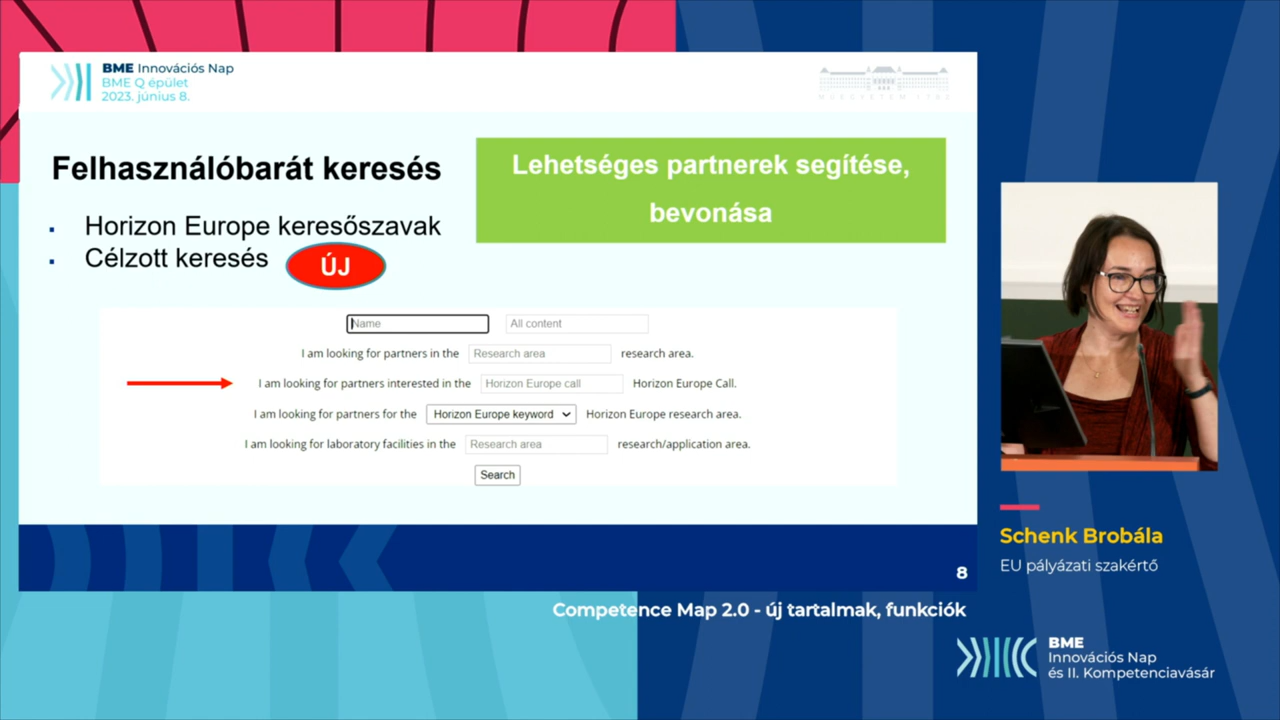 BME Innovációs Nap
BME Q épület
2023. június 8.
MŰEGYETEM 1782
Felhasználóbarát keresés
Lehetséges partnerek segítése,
bevonása
▪ Horizon Europe keresőszavak
▪ Célzott keresés
ÚJ
Name All content
I am looking for partners in the Research area research area.
I am looking for partners interested in the Horizon Europe call Horizon Europe Call.
I am looking for partners for the Horizon Europe keyword Horizon Europe research area.
I am looking for laboratory facilities in the Research area research/application area.
Search
8
Schenk Brobála
EU pályázati szakértő
Competence Map 2.0 - új tartalmak, funkciók
BME
Innovációs Nap
és II. Kompetenciavásár